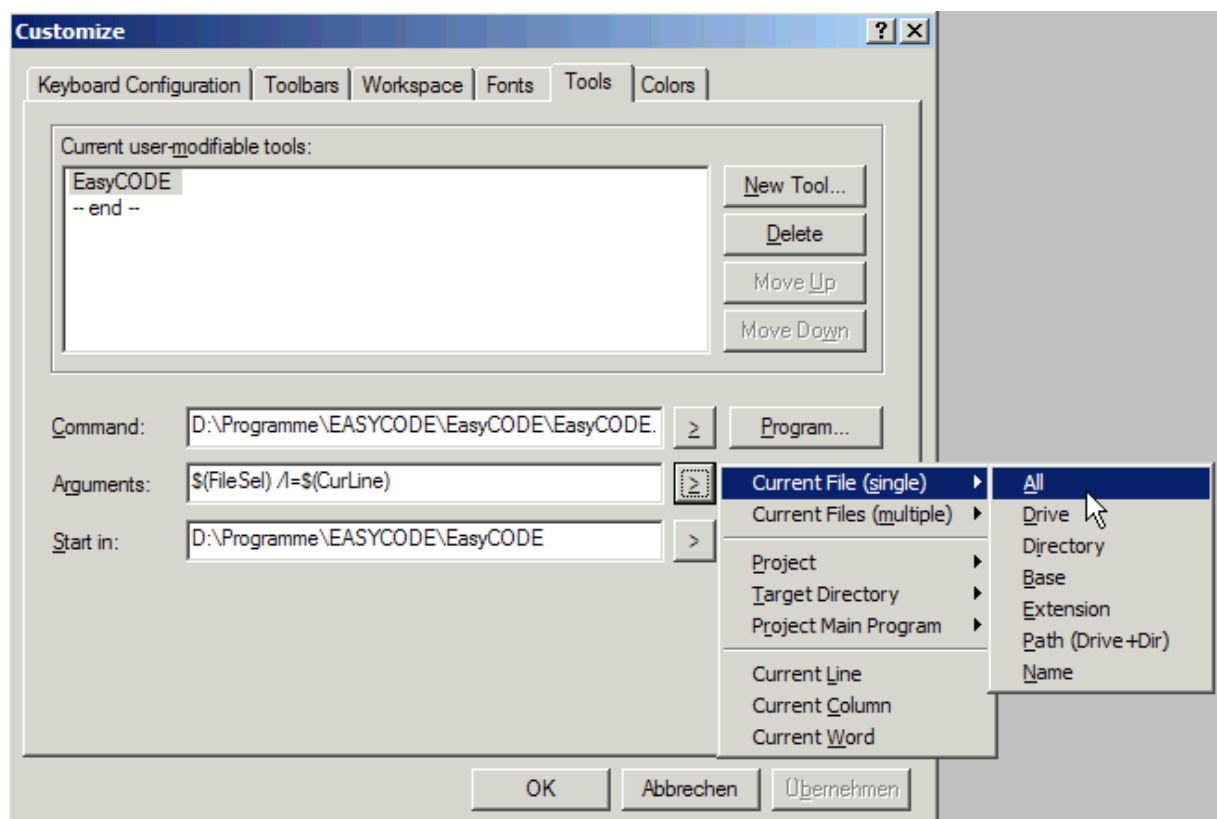 Customize
Keyboard Configuration Toolbars Workspace Fonts Tools Colors
Current user-modifiable tools:
EasyCODE
-- end --
New Tool...
Delete
Move Up
Move Down
Command: D:\Programme\EASYCODE\EasyCODE\EasyCODE. > Program...
Arguments: $(FileSel) /l=$(CurLine) >
Start in: D:\Programme\EASYCODE\EasyCODE >
Current File (single)
Current Files (multiple)
Project
Target Directory
Project Main Program
Current Line
Current Column
Current Word
All
Drive
Directory
Base
Extension
Path (Drive+Dir)
Name
OK Abbrechen Übernehmen